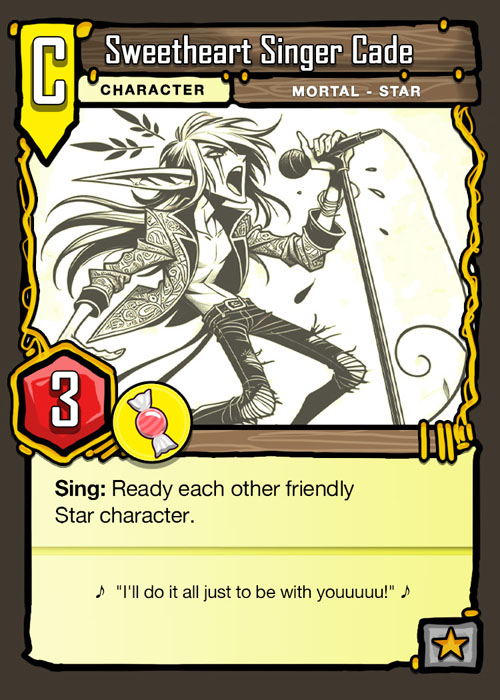 C
Sweetheart Singer Cade
CHARACTER
MORTAL - STAR
3
Sing: Ready each other friendly
Star character.
♪ "I'll do it all just to be with youuuuu!" ♪